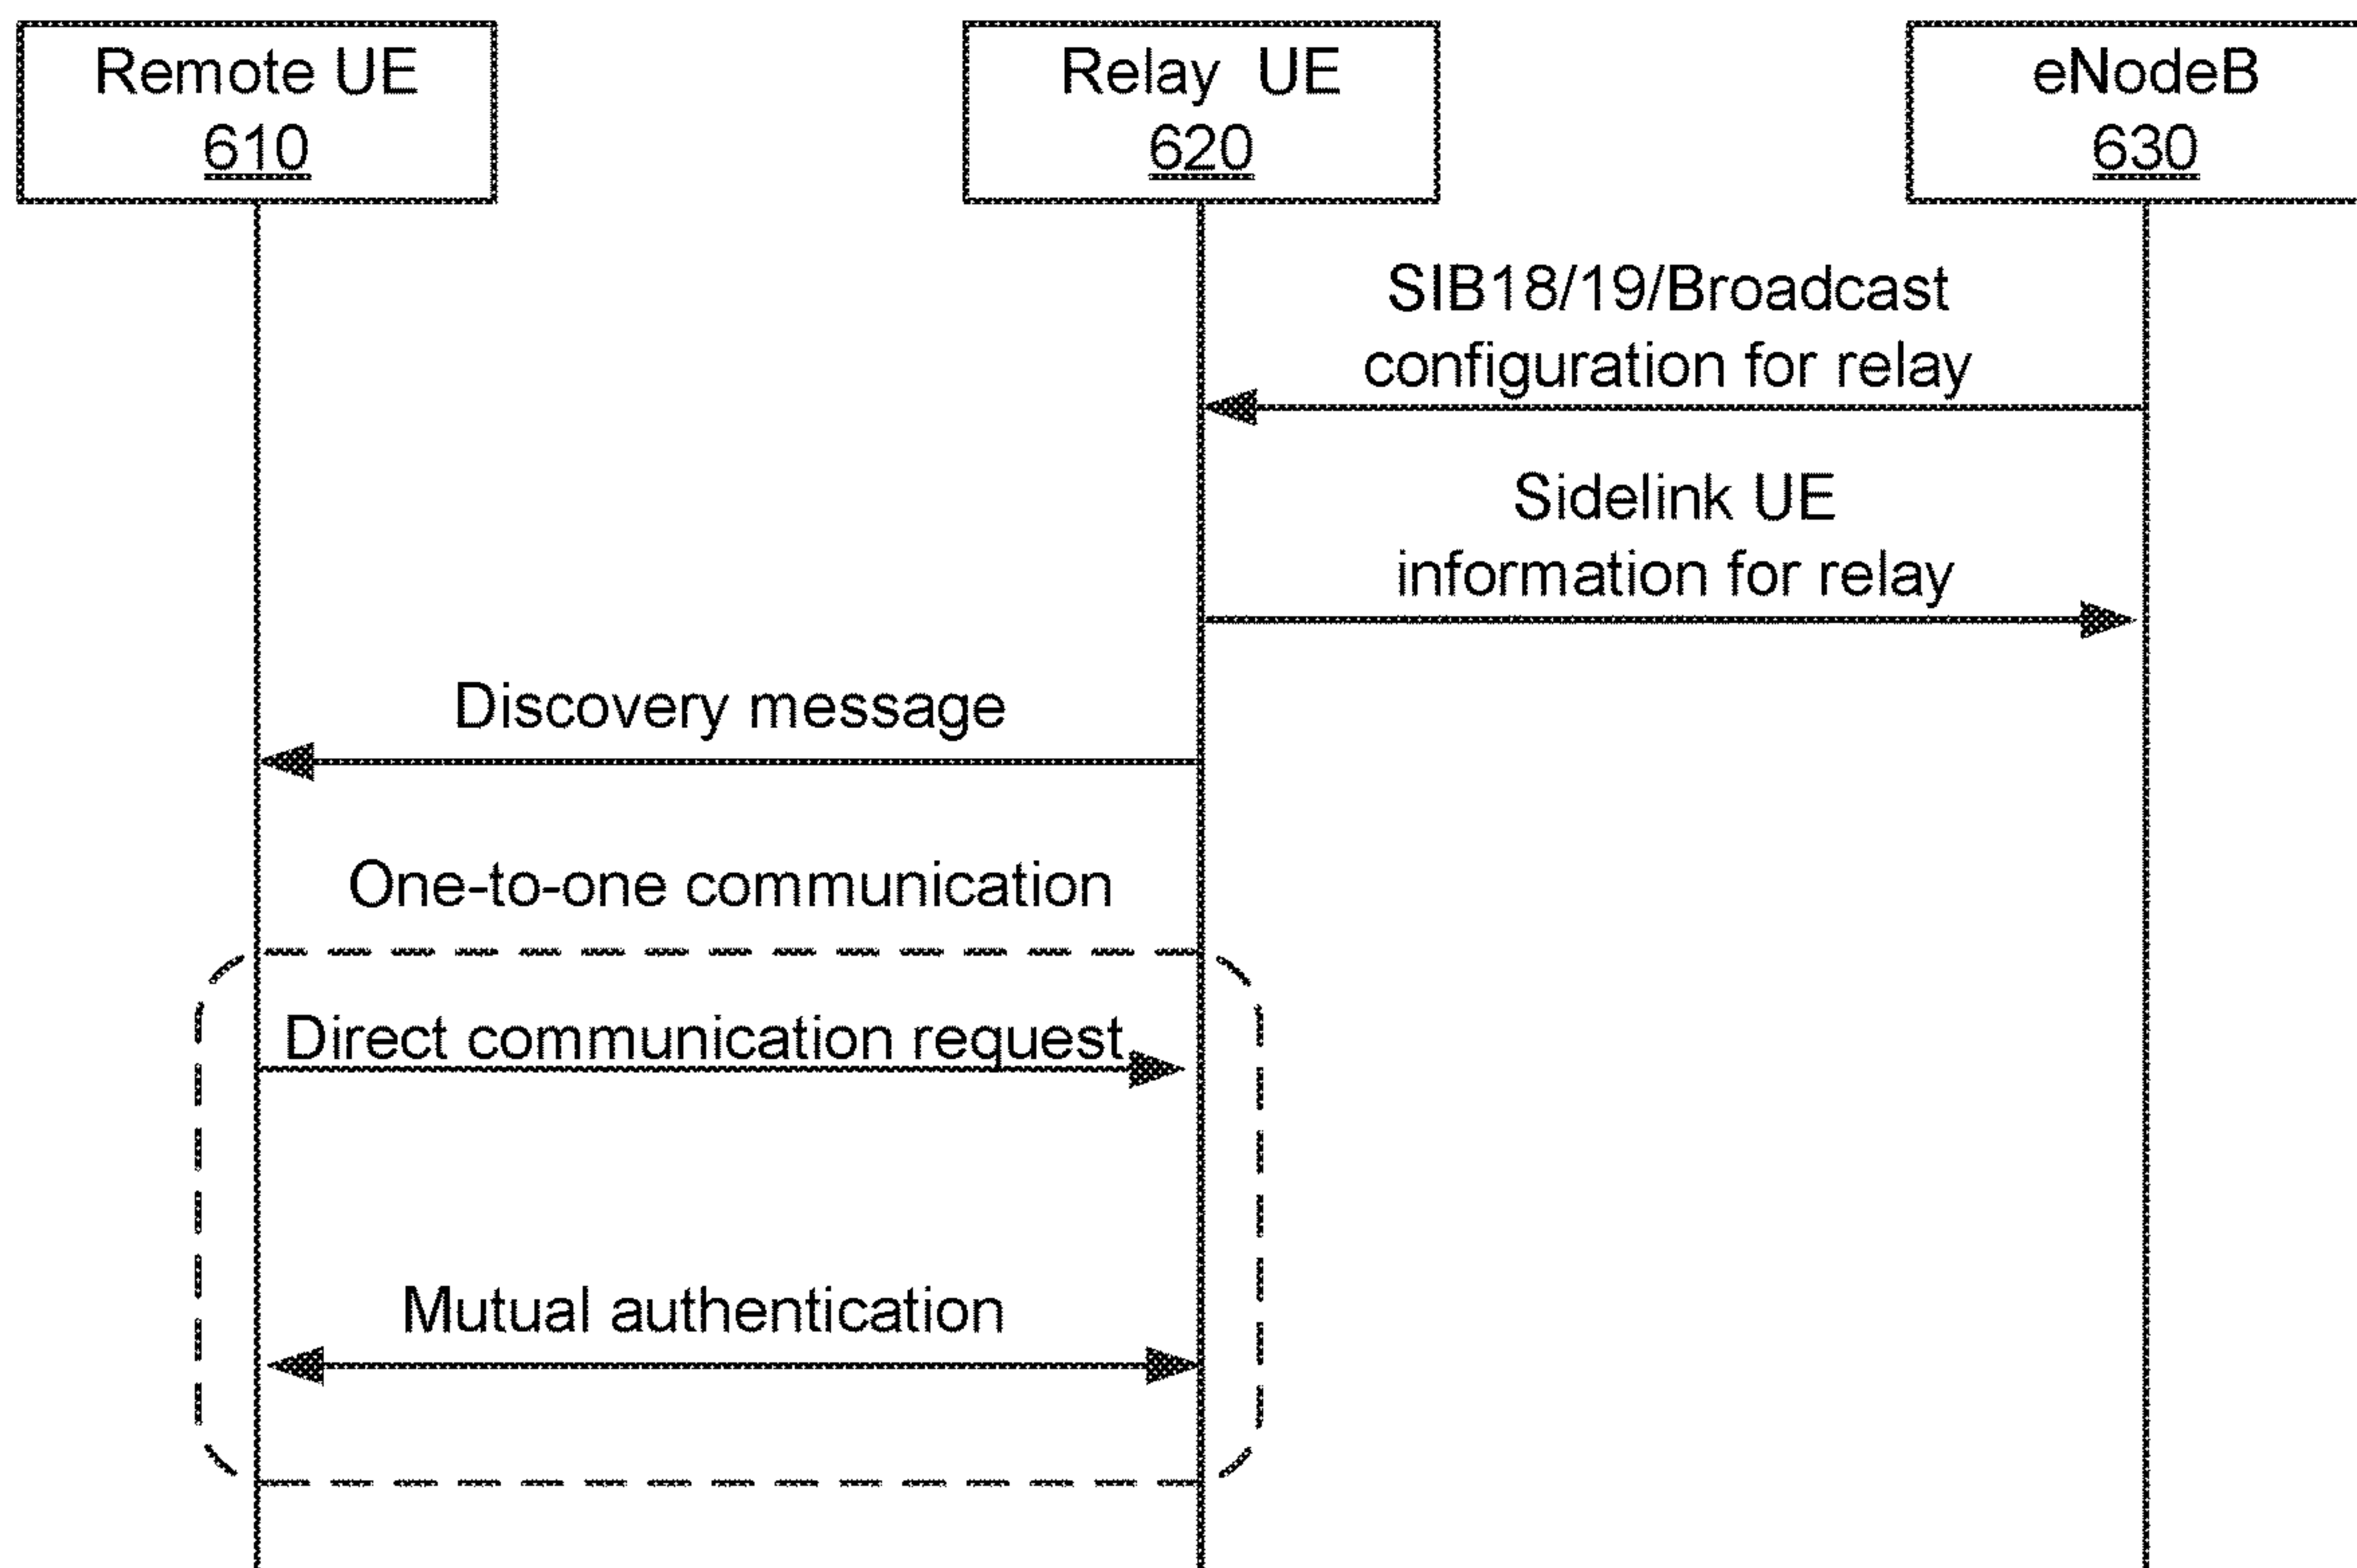 Remote UE
610
Relay UE
620
eNodeB
630
SIB18/19/Broadcast
configuration for relay
Sidelink UE
information for relay
Discovery message
One-to-one communication
Direct communication request
Mutual authentication